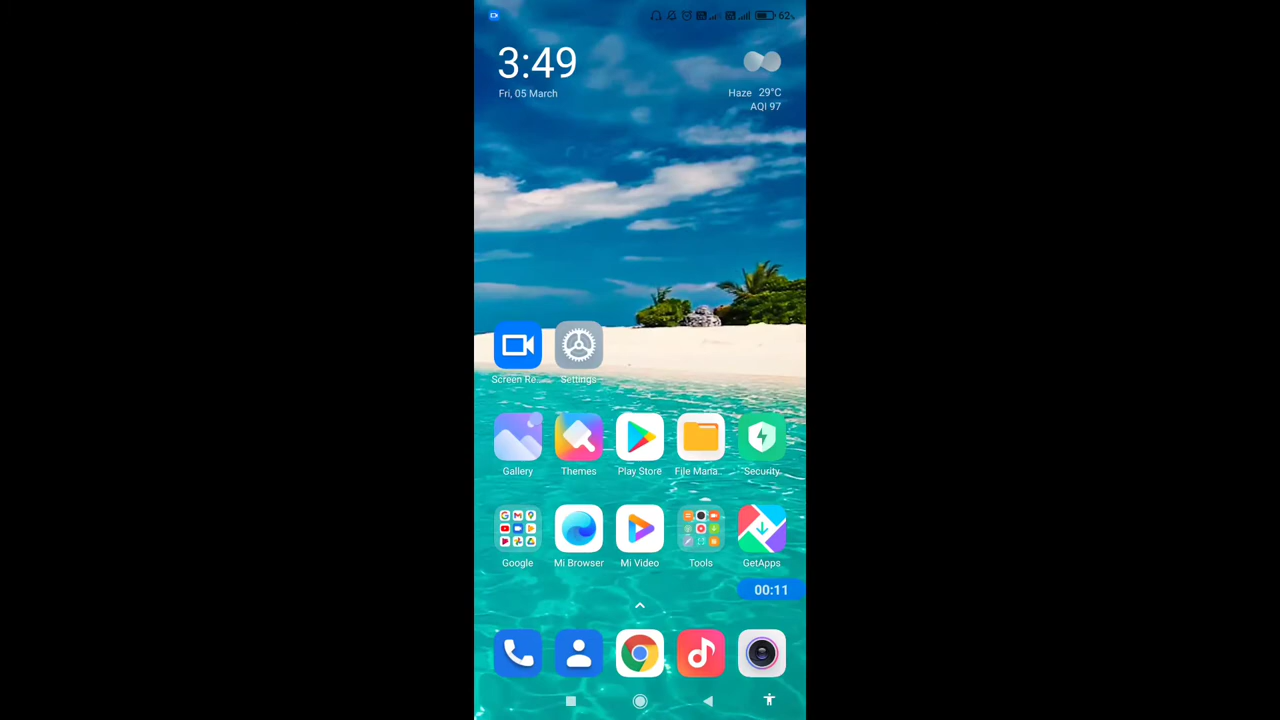 62%
3:49
Fri, 05 March
Haze 29°C
AQI 97
Screen Re...
Settings
Gallery
Themes
Play Store
File Mana..
Security
Google
Mi Browser
Mi Video
Tools
GetApps
00:11